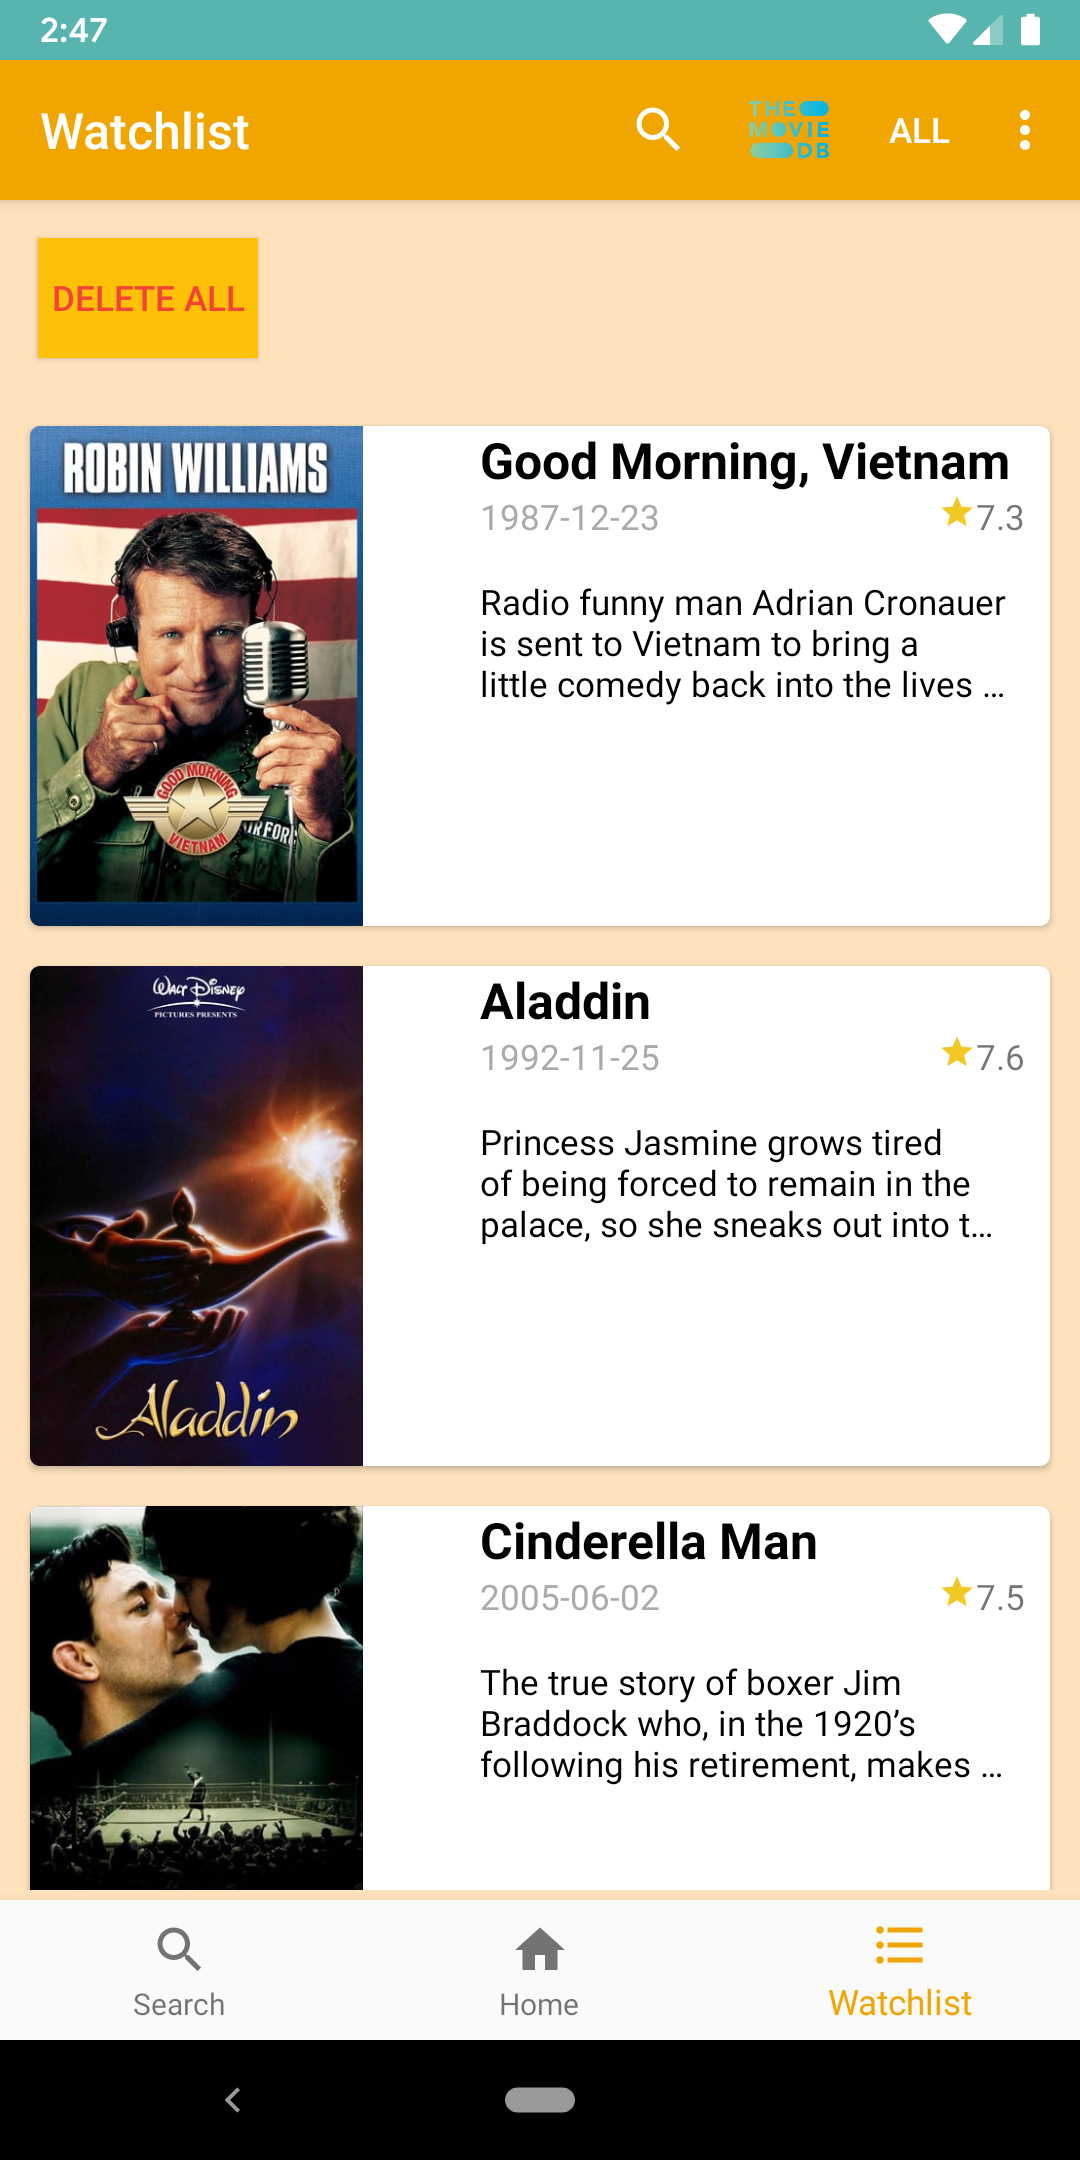 2:47
Watchlist
THE
MOVIE
DB
ALL
DELETE ALL
ROBIN WILLIAMS
GOOD MORNING
VIETNAM
IR FOR
Good Morning, Vietnam
1987-12-23
7.3
Radio funny man Adrian Cronauer
is sent to Vietnam to bring a
little comedy back into the lives ...
WALT DISNEY
PICTURES PRESENTS
Aladdin
Aladdin
1992-11-25
7.6
Princess Jasmine grows tired
of being forced to remain in the
palace, so she sneaks out into t...
Cinderella Man
2005-06-02
7.5
The true story of boxer Jim
Braddock who, in the 1920’s
following his retirement, makes ...
Search
Home
Watchlist